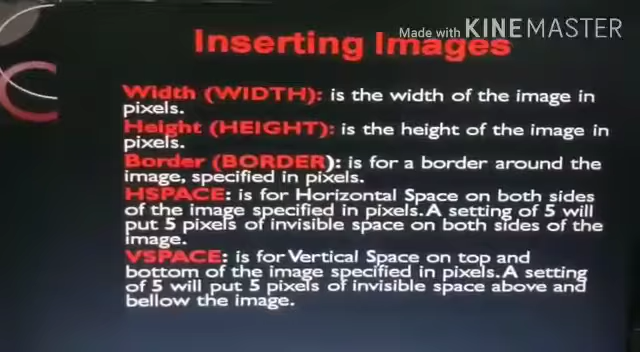 Made with KINEMASTER
Inserting Images
Width (WIDTH): is the width of the image in
pixels.
Height (HEIGHT): is the height of the image in
pixels.
Border (BORDER): is for a border around the
image, specified in pixels.
HSPACE: is for Horizontal Space on both sides
of the image specified in pixels. A setting of 5 will
put 5 pixels of invisible space on both sides of the
image.
VSPACE: is for Vertical Space on top and
bottom of the image specified in pixels. A setting
of 5 will put 5 pixels of invisible space above and
bellow the image.